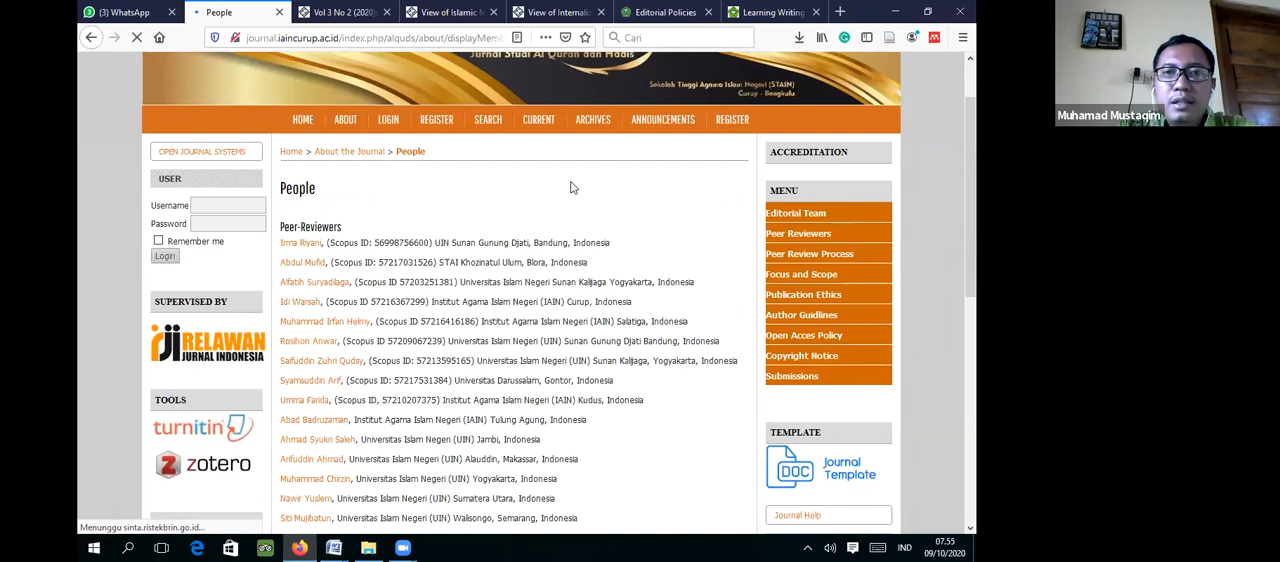 (3) WhatsApp
People
Vol 3 No 2 (2020):
View of Islamic M
View of Internalis
Editorial Policies
Learning Writing
journal.iaincurup.ac.id/index.php/alquds/about/displayMem
Cari
Jurnal Studi Al Quran dan Hadis
Sekolah Tinggi Agama Islam Negeri (STAIN)
Curup - Bengkulu
HOME ABOUT LOGIN REGISTER SEARCH CURRENT ARCHIVES ANNOUNCEMENTS REGISTER
OPEN JOURNAL SYSTEMS
USER
Username
Password
Remember me
Login
SUPERVISED BY
rji RELAWAN
JURNAL INDONESIA
TOOLS
turnitin
Z zotero
Home > About the Journal > People
People
Peer-Reviewers
Irma Riyani, (Scopus ID: 56998756600) UIN Sunan Gunung Djati, Bandung, Indonesia
Abdul Mufid, (Scopus ID: 57217031526) STAI Khozinatul Ulum, Blora, Indonesia
Alfatih Suryadilaga, (Scopus ID 57203251381) Universitas Islam Negeri Sunan Kalijaga Yogyakarta, Indonesia
Idi Warsah, (Scopus ID 57216367299) Institut Agama Islam Negeri (IAIN) Curup, Indonesia
Muhammad Irfan Helmy, (Scopus ID 57216416186) Institut Agama Islam Negeri (IAIN) Salatiga, Indonesia
Rosihon Anwar, (Scopus ID 57209067239) Universitas Islam Negeri (UIN) Sunan Gunung Djati Bandung, Indonesia
Saifuddin Zuhri Qudsy, (Scopus ID 57213595165) Universitas Islam Negeri (UIN) Sunan Kalijaga, Yogyakarta, Indonesia
Syamsuddin Arif, (Scopus ID 57217531384) Universitas Darussalam, Gontor, Indonesia
Umma Farida, (Scopus ID, 57210207375) Institut Agama Islam Negeri (IAIN) Kudus, Indonesia
Abad Badruzaman, Institut Agama Islam Negeri (IAIN) Tulung Agung, Indonesia
Ahmad Syukri Saleh, Universitas Islam Negeri (UIN) Jambi, Indonesia
Arifuddin Ahmad, Universitas Islam Negeri (UIN) Alauddin, Makassar, Indonesia
Muhammad Chirzin, Universitas Islam Negeri (UIN) Yogyakarta, Indonesia
Nawir Yuslem, Universitas Islam Negeri (UIN) Sumatera Utara, Indonesia
Siti Mujibatun, Universitas Islam Negeri (UIN) Walisongo, Semarang, Indonesia
ACCREDITATION
MENU
Editorial Team
Peer Reviewers
Peer Review Process
Focus and Scope
Publication Ethics
Author Guidlines
Open Acces Policy
Copyright Notice
Submissions
TEMPLATE
DOC Journal
Template
Journal Help
Menunggu sinta.ristekbrin.go.id...
IND
07.55
09/10/2020
Muhamad Mustaqim